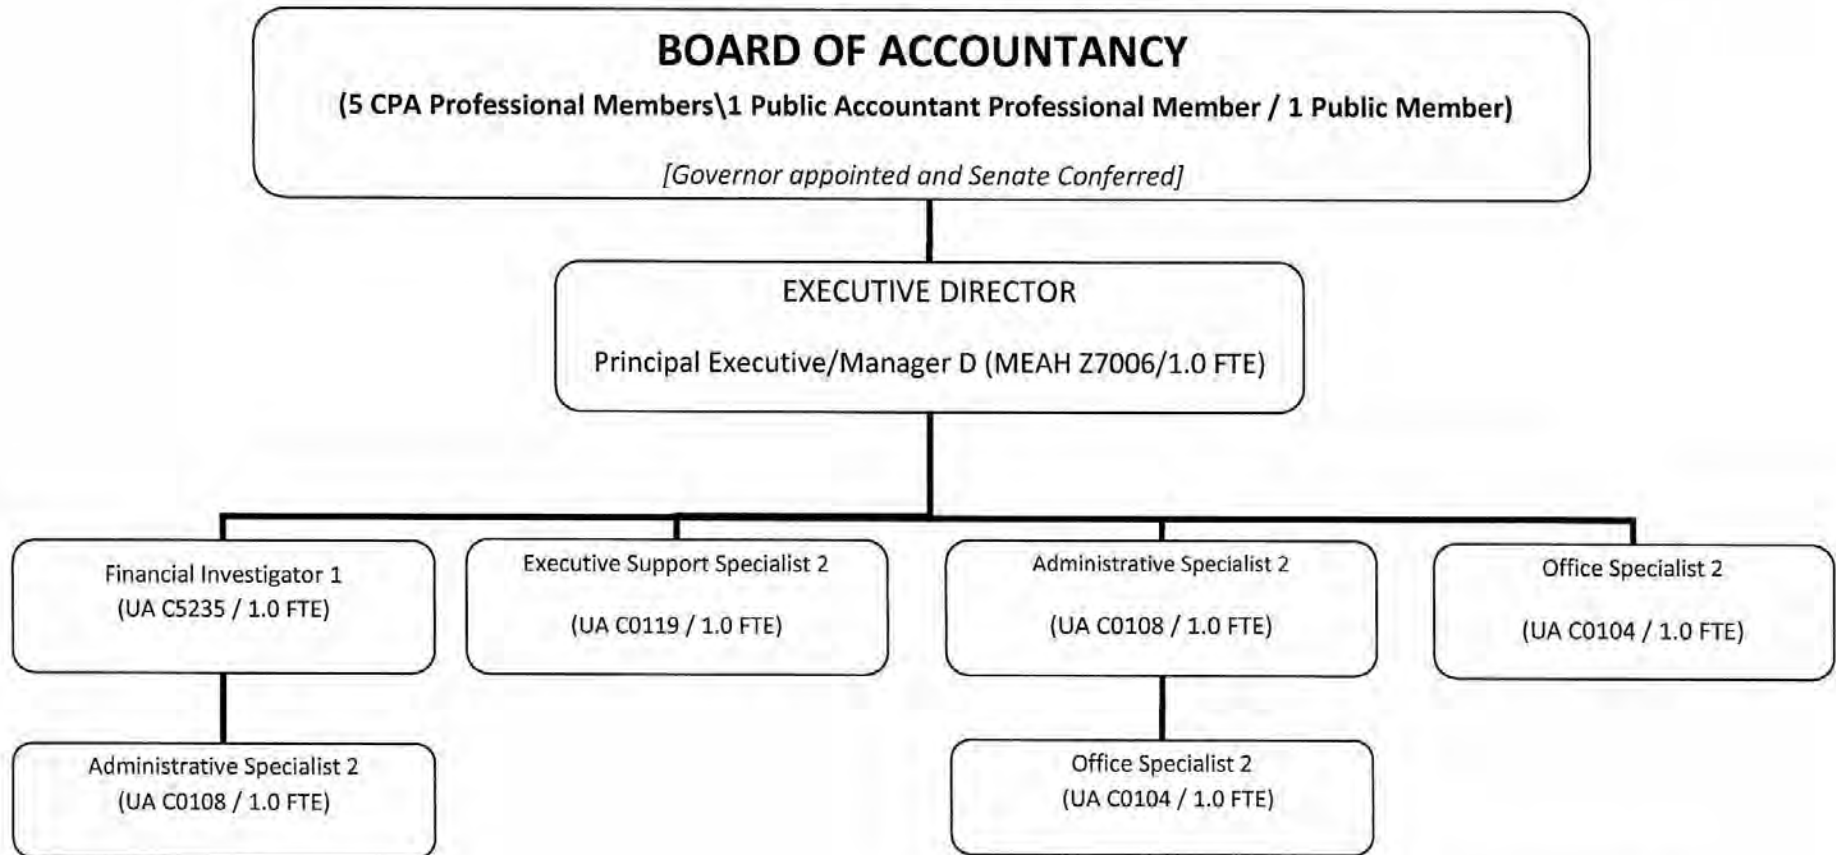 BOARD OF ACCOUNTANCY
(5 CPA Professional Members\1 Public Accountant Professional Member / 1 Public Member)
[Governor appointed and Senate Conferred]
EXECUTIVE DIRECTOR
Principal Executive/Manager D (MEAH Z7006/1.0 FTE)
Financial Investigator 1
(UA C5235 / 1.0 FTE)
Executive Support Specialist 2
(UA C0119 / 1.0 FTE)
Administrative Specialist 2
(UA C0108 / 1.0 FTE)
Office Specialist 2
(UA C0104 / 1.0 FTE)
Administrative Specialist 2
(UA C0108 / 1.0 FTE)
Office Specialist 2
(UA C0104 / 1.0 FTE)